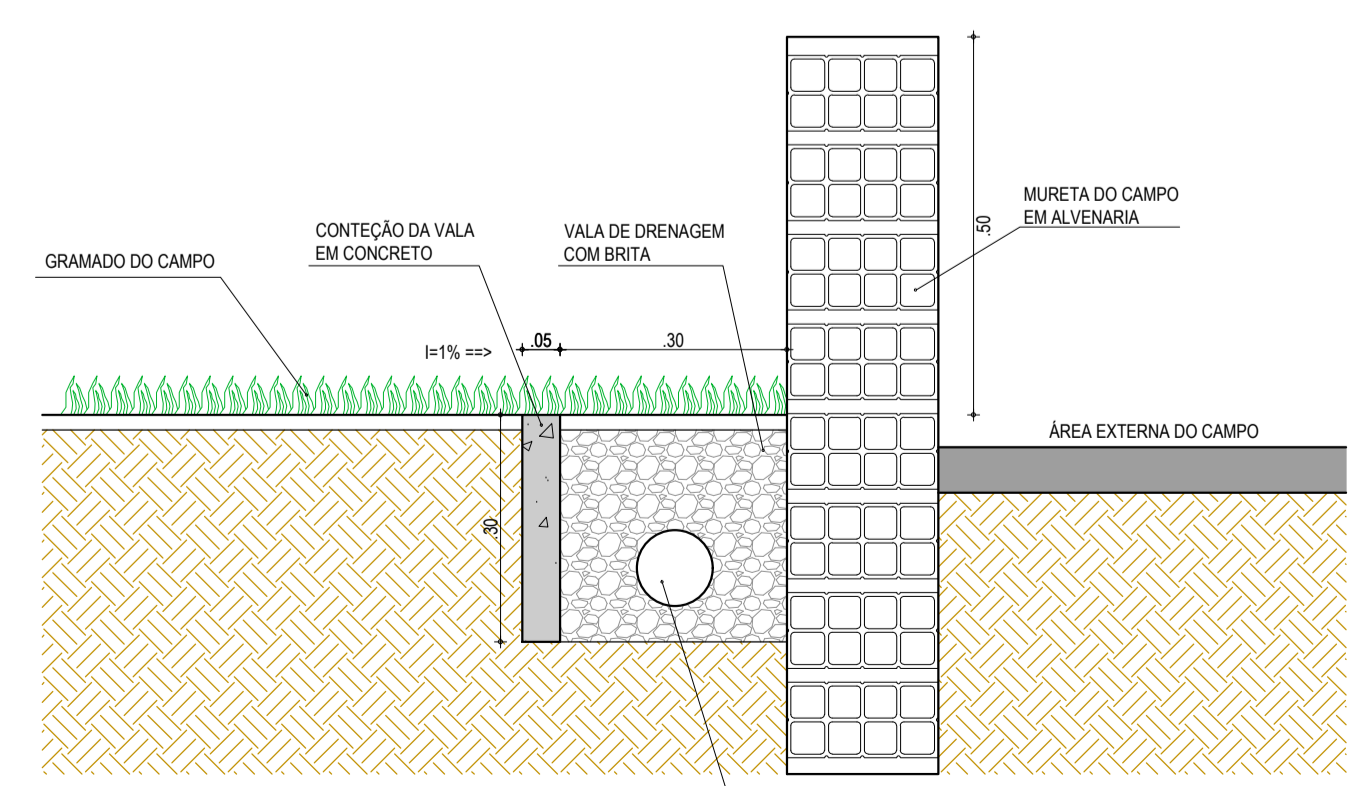 MURETA DO CAMPO
EM ALVENARIA
.50
CONTEÇÃO DA VALA
EM CONCRETO
VALA DE DRENAGEM
COM BRITA
GRAMADO DO CAMPO
I=1% ==>
.05
.30
ÁREA EXTERNA DO CAMPO
.30